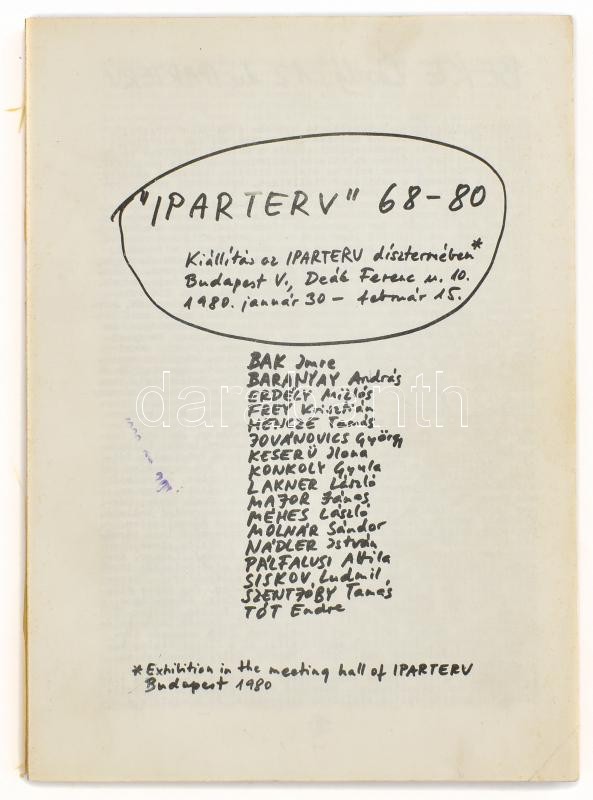 "IPARTERV" 68-80
Kiállítás az IPARTERV dísztermében*
Budapest V., Deák Ferenc u. 10.
1980. január 30 - február 15.
BAK Imre
BARANYAY András
ERDÉLY Miklós
FREY Krisztián
HENCZE Tamás
JOVÁNOVICS György
KESERÜ Ilona
KONKOLY Gyula
LAKNER László
MAJOR János
MÉHES László
MOLNÁR Sándor
NÁDLER István
PÁLFALUSI Attila
SISKOV Ludmil
SZENTJÓBY Tamás
TÓT Endre
*Exhibition in the meeting hall of IPARTERV
Budapest 1980
darabanth